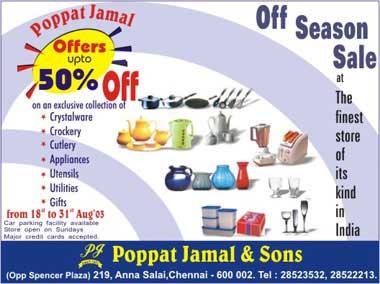 Poppat Jamal
Offers
upto
50% Off
on an exclusive collection of
Crystalware
Crockery
Cutlery
Appliances
Utensils
Utilities
Gifts
from 18st to 31st Aug'03
Car parking facility available
Store open on Sundays
Major credit cards accepted.
Off Season
Sale
at
The
finest
store
of
its
kind
in
India
PJ
Poppat Jamal & Sons
(Opp Spencer Plaza) 219, Anna Salai,Chennai - 600 002. Tel : 28523532, 28522213.